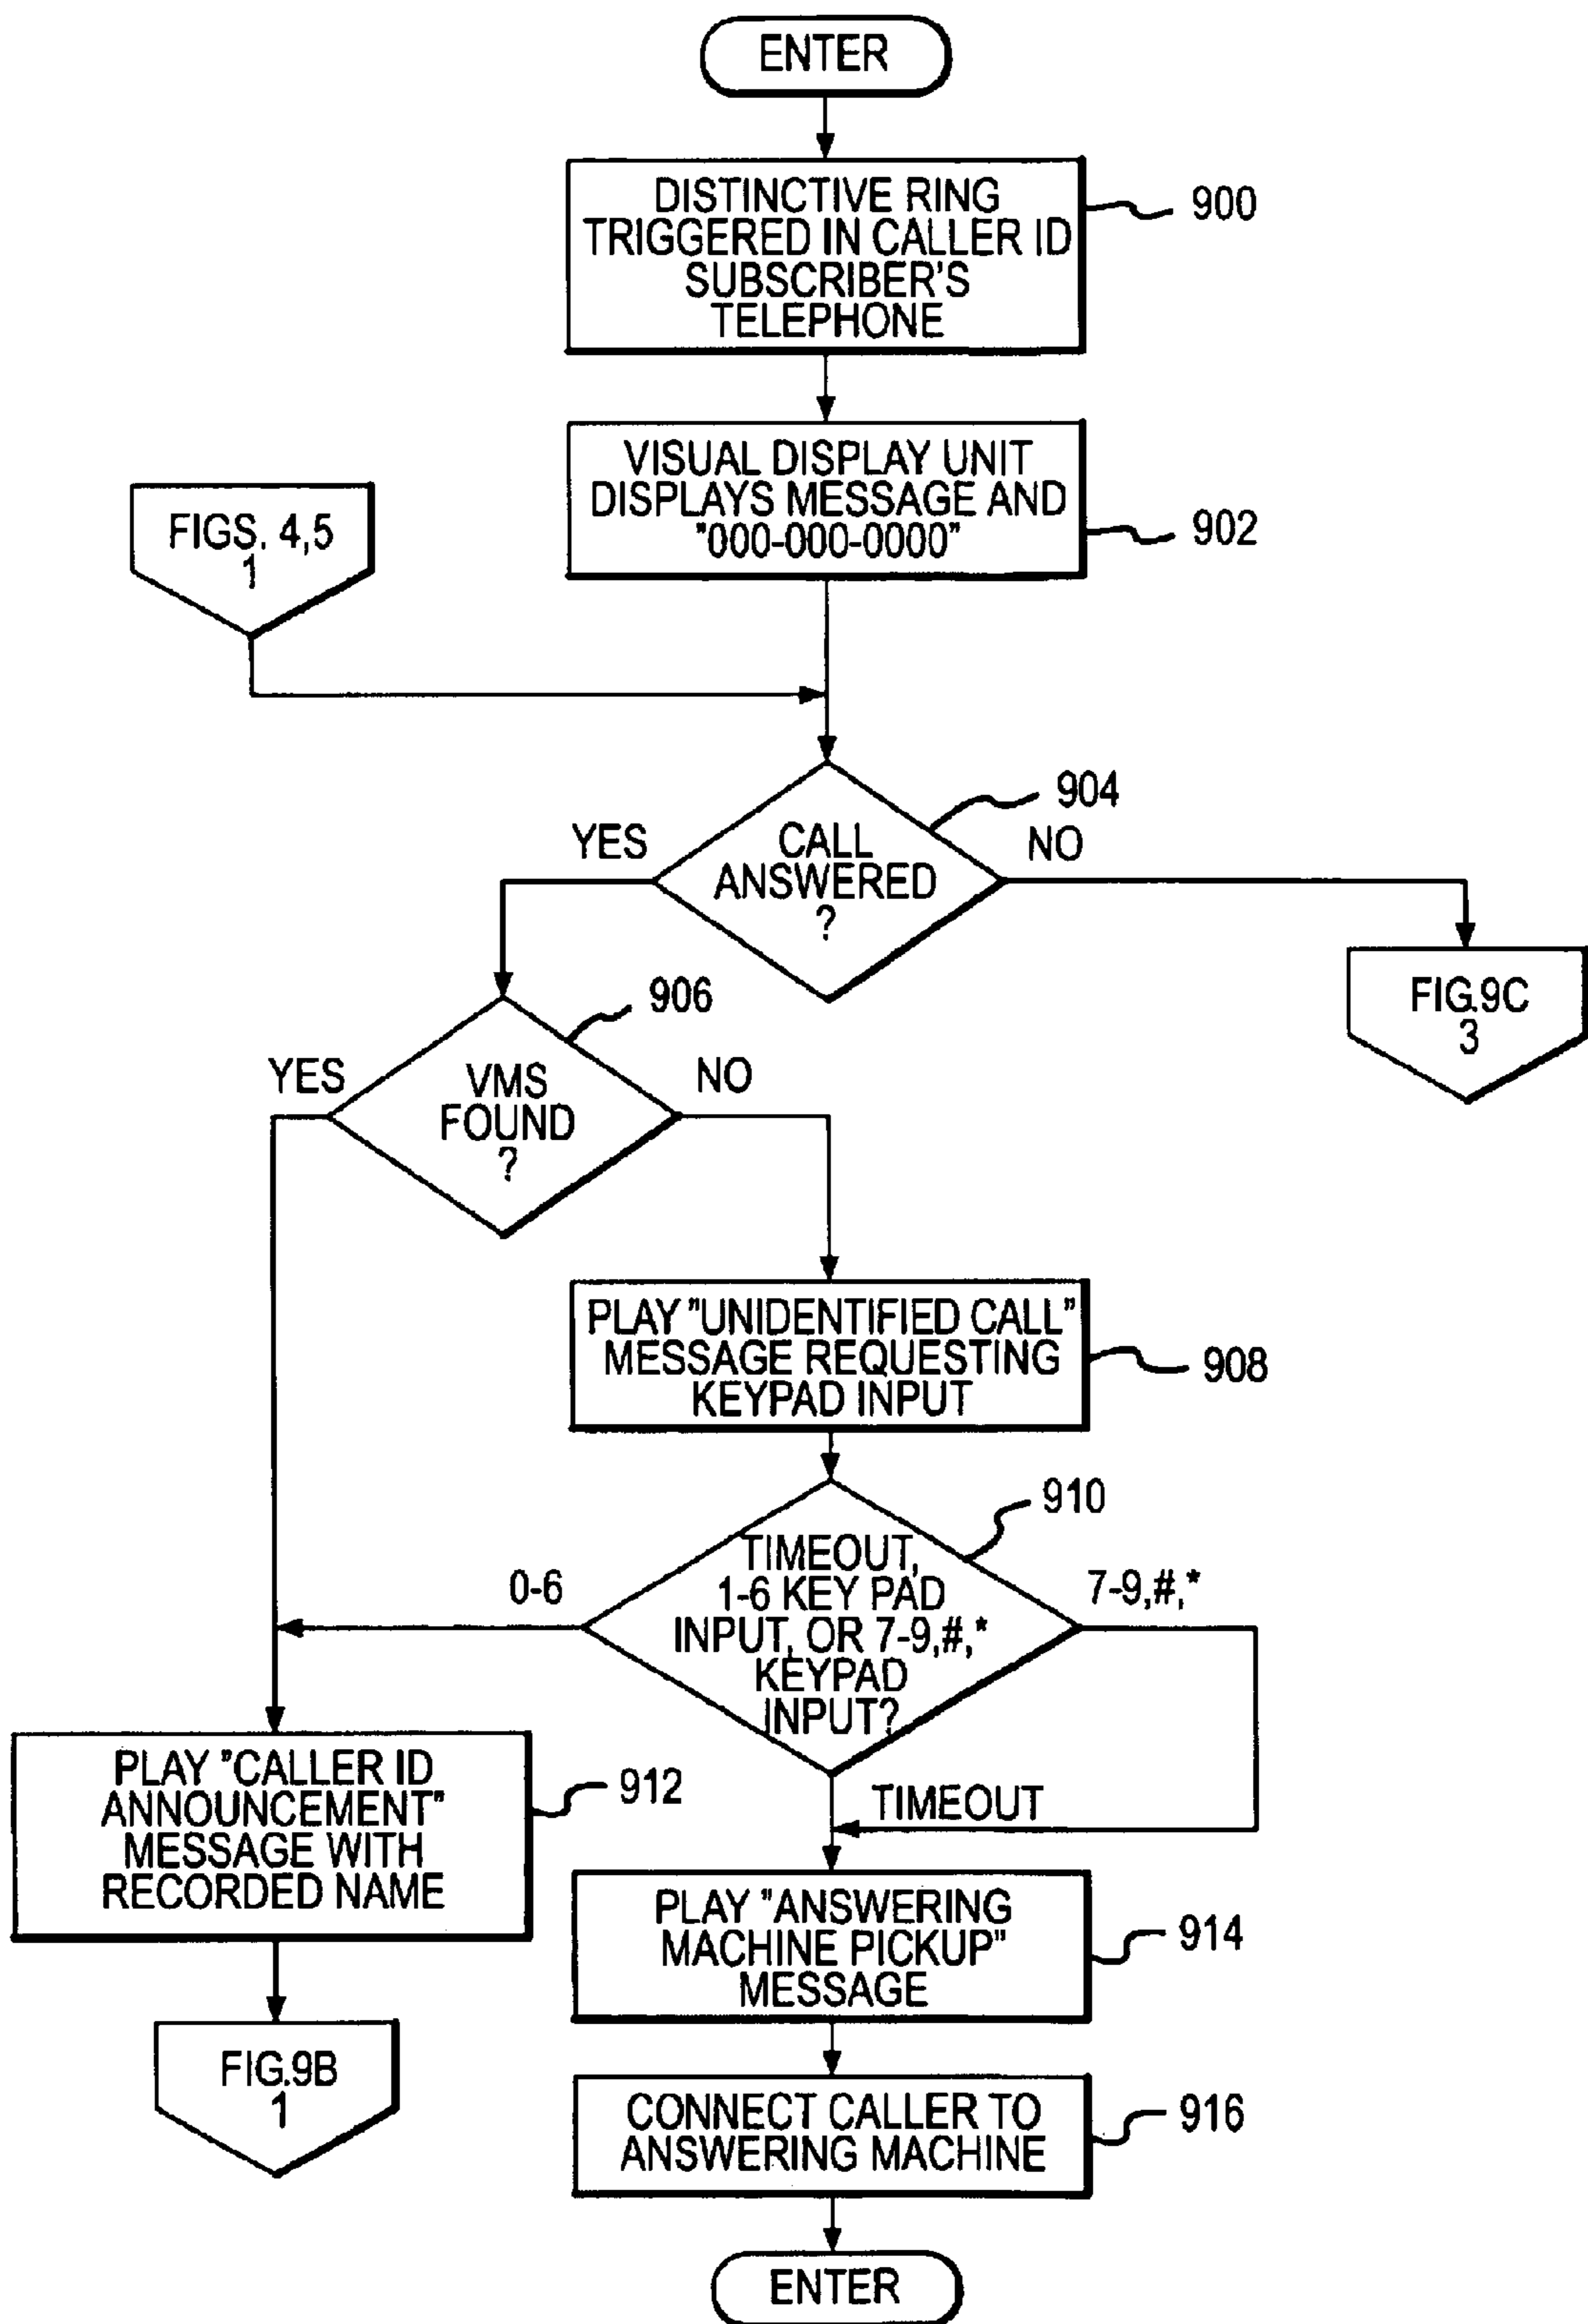 ENTER
DISTINCTIVE RING
TRIGGERED IN CALLER ID
SUBSCRIBER'S
TELEPHONE
900
VISUAL DISPLAY UNIT
DISPLAYS MESSAGE AND
"000-000-0000"
902
FIGS. 4,5
1
904
YES
CALL
ANSWERED
?
NO
FIG.9C
3
906
YES
VMS
FOUND
?
NO
PLAY "UNIDENTIFIED CALL"
MESSAGE REQUESTING
KEYPAD INPUT
908
910
0-6
TIMEOUT,
1-6 KEY PAD
INPUT, OR 7-9,#,*
KEYPAD
INPUT?
7-9,#,*
TIMEOUT
PLAY "CALLER ID
ANNOUNCEMENT"
MESSAGE WITH
RECORDED NAME
912
PLAY "ANSWERING
MACHINE PICKUP"
MESSAGE
914
FIG.9B
1
CONNECT CALLER TO
ANSWERING MACHINE
916
ENTER